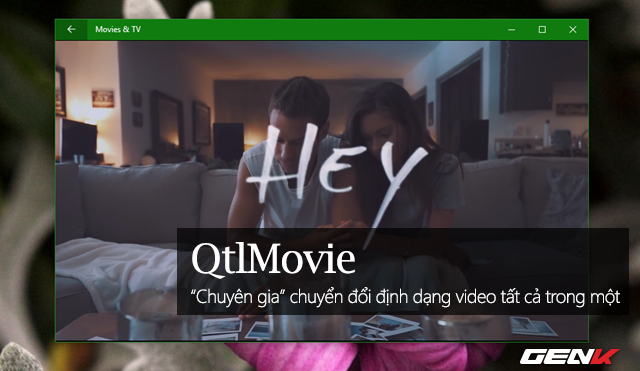 Movies & TV
Hey
QtlMovie
“Chuyên gia” chuyển đổi định dạng video tất cả trong một
GENK